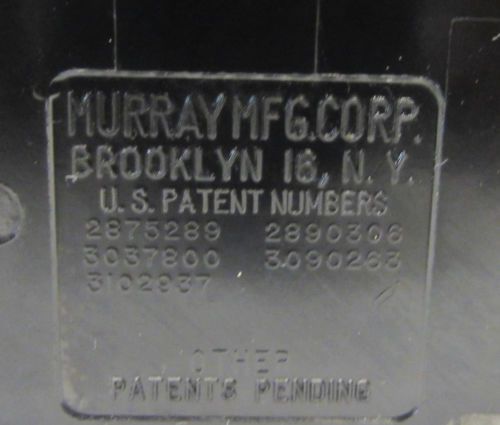 MURRAY MFG. CORP.
BROOKLYN 16, N. Y.
U. S. PATENT NUMBERS
2875289 2890306
3037800 3090263
3102937
OTHER
PATENTS PENDING